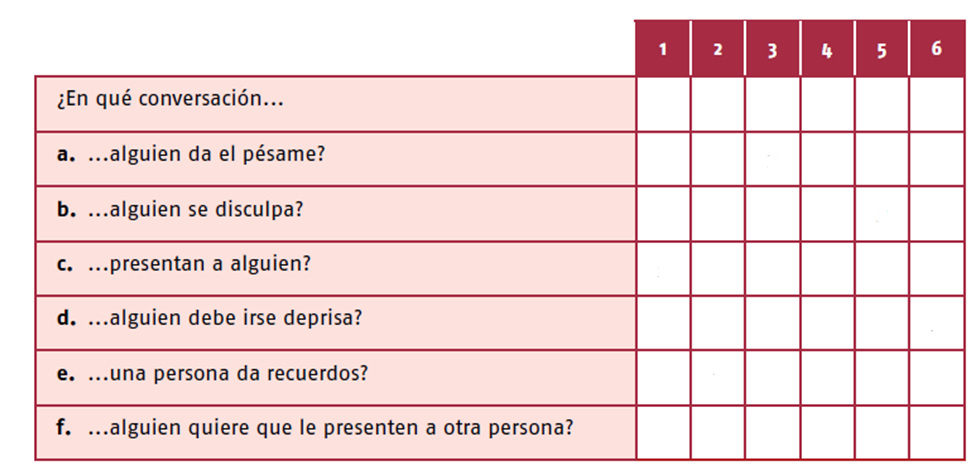 1 2 3 4 5 6
¿En qué conversación...
a. ...alguien da el pésame?
b. ...alguien se disculpa?
c. ...presentan a alguien?
d. ...alguien debe irse deprisa?
e. ...una persona da recuerdos?
f. ...alguien quiere que le presenten a otra persona?